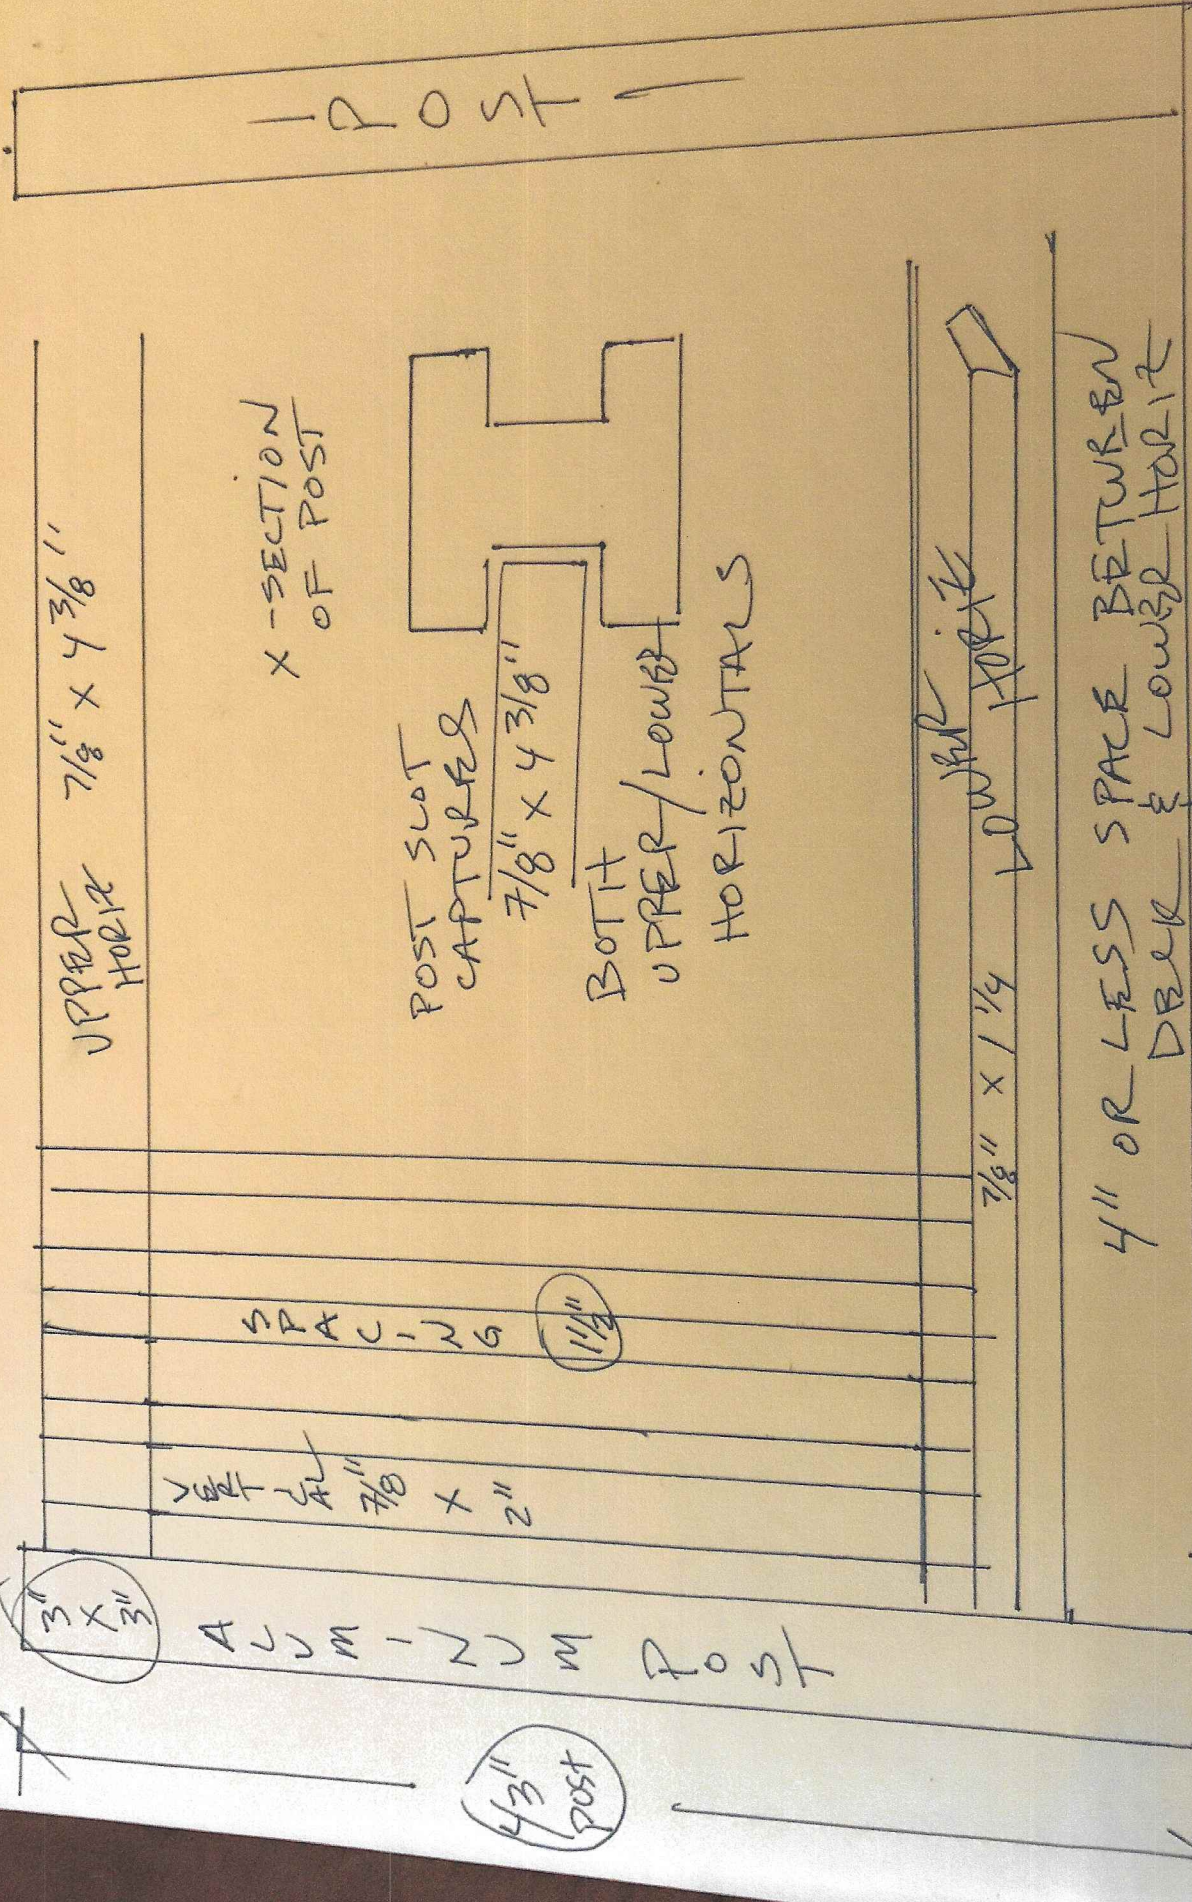 3"
X
3"
UPPER
HORIZ
7/8" X 4 3/8"
43"
post
ALUMINUM POST
VERTICAL
7/8"
X
2"
SPACING
1 1/2"
X-SECTION
OF POST
POST SLOT
CAPTURES
7/8" X 4 3/8"
BOTH
UPPER/LOWER
HORIZONTALS
LOWER HORIZ
7/8" X 1 1/4
LOWER HORIZ
4" OR LESS SPACE BETWEEN
DECK & LOWER HORIZ
-POST-